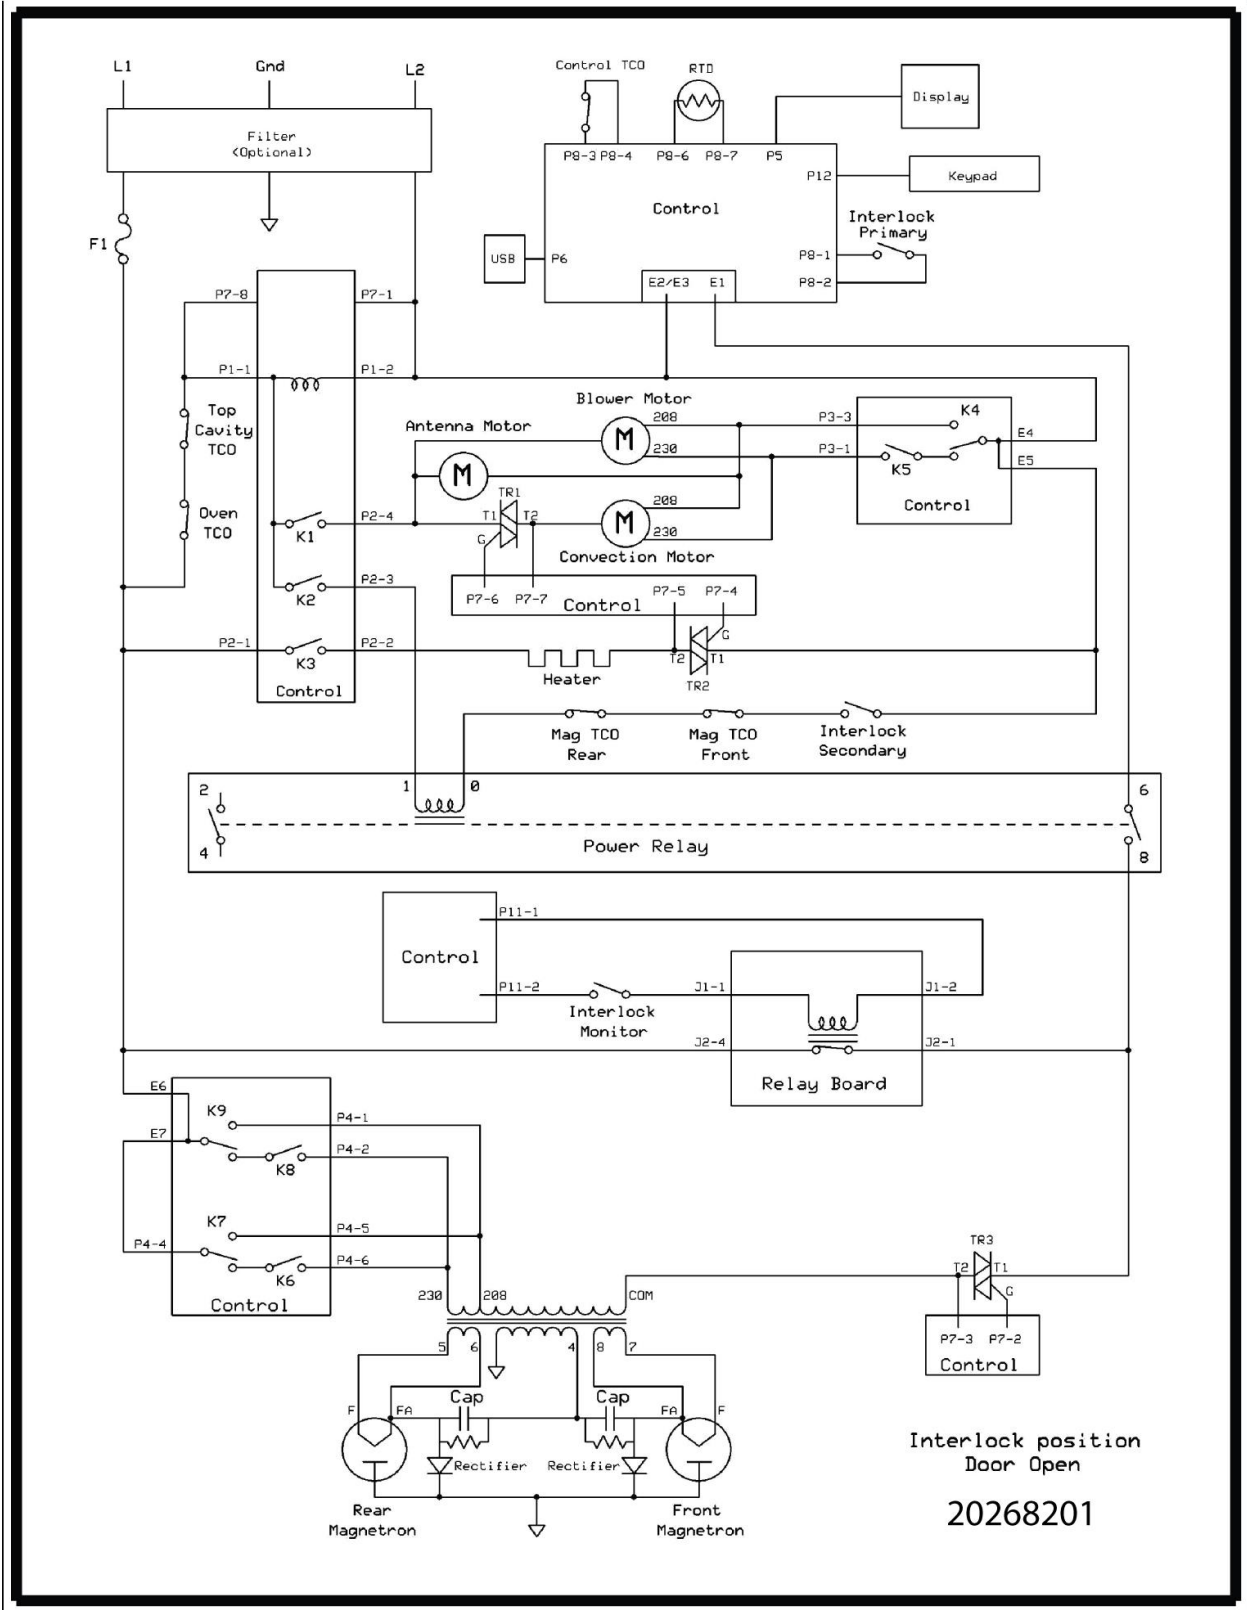 L1
Gnd
L2
Filter
(Optional)
F1
Control TCO
RTD
Display
P8-3 P8-4
P8-6
P8-7
P5
P12
Keypad
Control
Interlock
Primary
USB
P6
P8-1
P8-2
E2/E3
E1
P7-8
P7-1
P1-1
P1-2
Top
Cavity
TCO
Oven
TCO
Blower Motor
Antenna Motor
M
208
230
M
P3-3
P3-1
K4
K5
E4
E5
Control
TR1
T1
T2
G
M
208
230
Convection Motor
K1
P2-4
K2
P2-3
P7-6
P7-7
Control
P7-5
P7-4
P2-1
K3
P2-2
Control
Heater
T2
T1
G
TR2
Mag TCO
Rear
Mag TCO
Front
Interlock
Secondary
2
4
1
0
6
8
Power Relay
Control
P11-1
P11-2
Interlock
Monitor
J1-1
J1-2
J2-4
J2-1
Relay Board
E6
E7
K9
P4-1
P4-2
K8
K7
P4-5
P4-4
P4-6
K6
Control
230
208
COM
TR3
T2
T1
G
P7-3
P7-2
Control
5
6
4
8
7
F
FA
Cap
Cap
FA
F
Rectifier
Rectifier
Rear
Magnetron
Front
Magnetron
Interlock position
Door Open
20268201